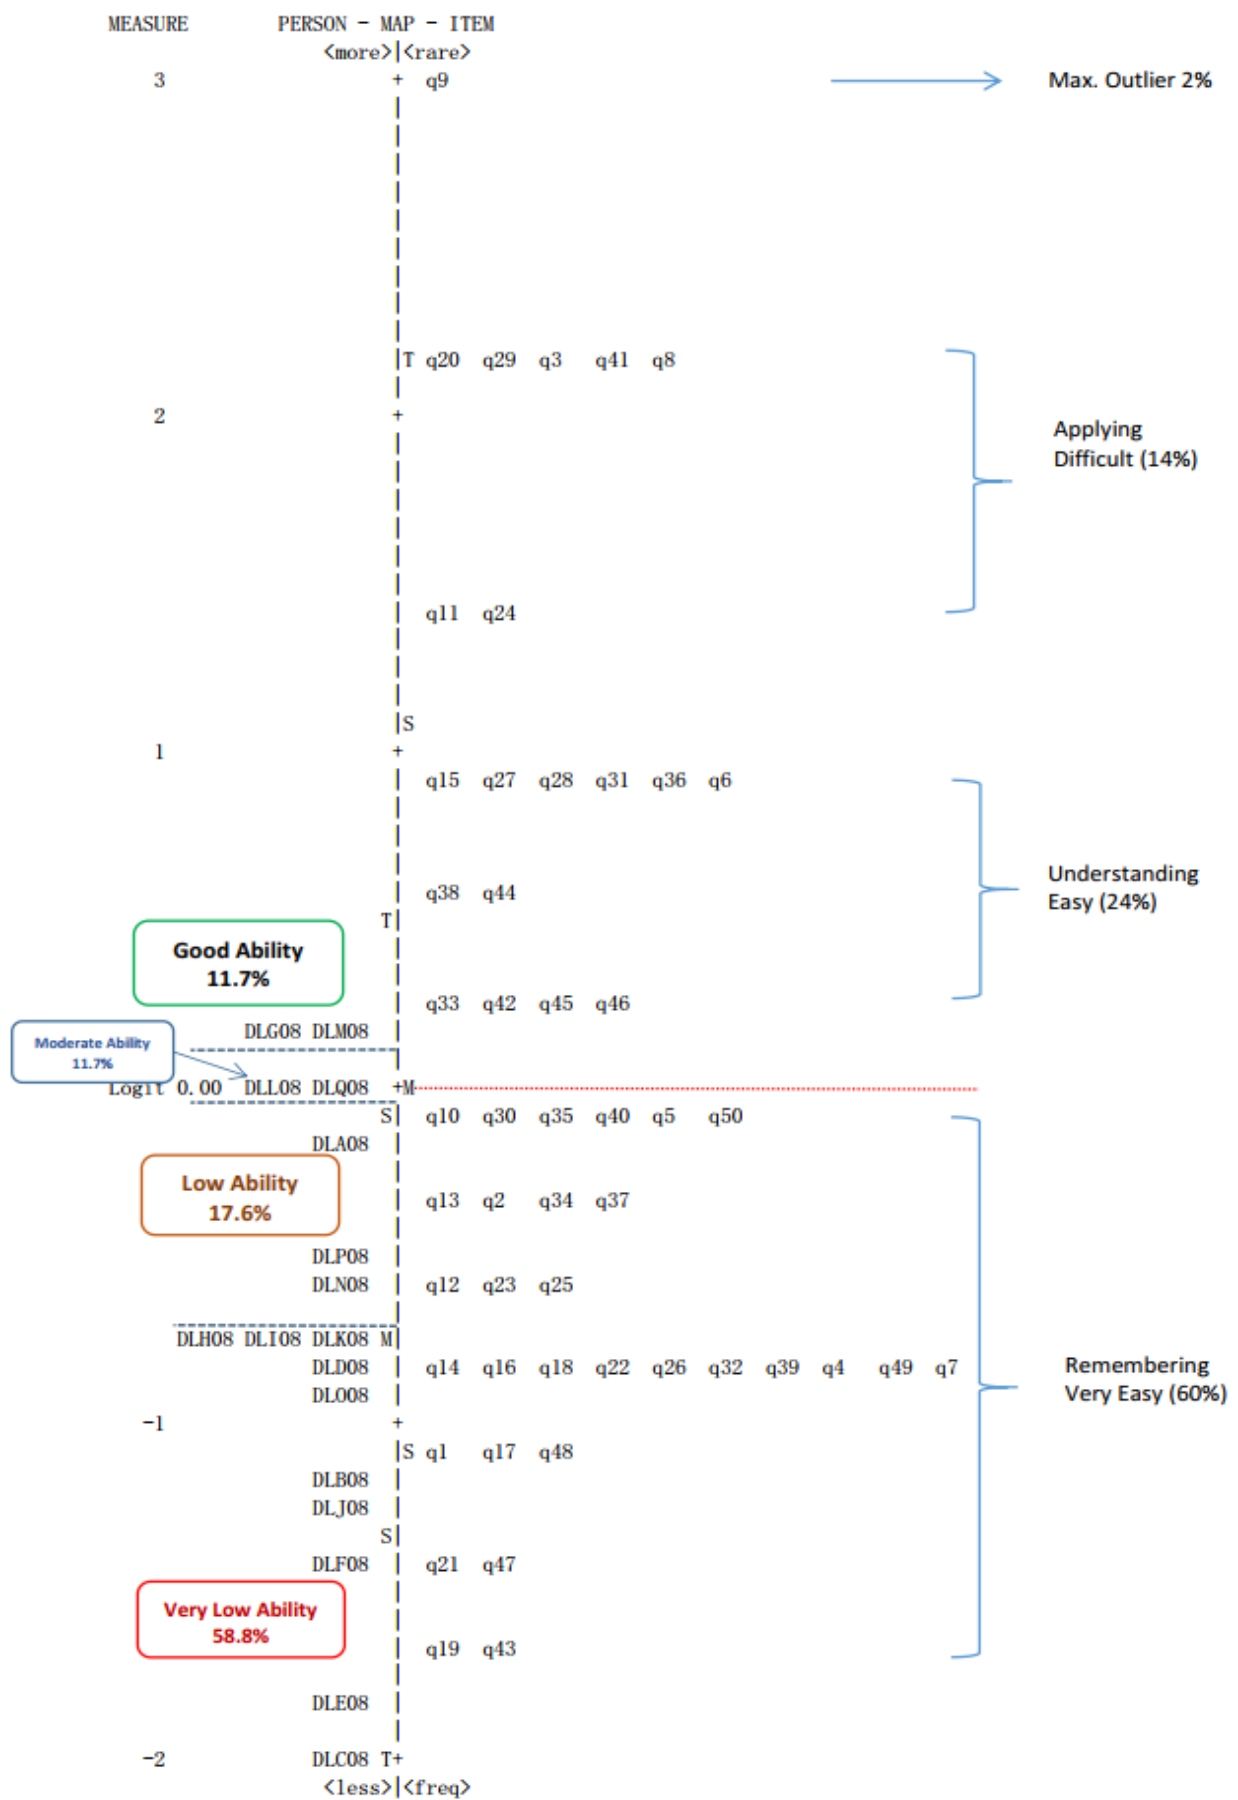 MEASURE PERSON - MAP - ITEM
<more>|<rare>
3 + q9 Max. Outlier 2%
|T q20 q29 q3 q41 q8
2 +
Applying
Difficult (14%)
| q11 q24
|S
1 +
| q15 q27 q28 q31 q36 q6
Understanding
Easy (24%)
| q38 q44
T|
Good Ability
11.7%
| q33 q42 q45 q46
DLG08 DLM08 |
Moderate Ability
11.7%
Logit 0.00 DLL08 DLQ08 +M
S| q10 q30 q35 q40 q5 q50
DLA08 |
Low Ability
17.6%
| q13 q2 q34 q37
DLP08 |
DLN08 | q12 q23 q25
DLH08 DLI08 DLK08 M|
DLD08 | q14 q16 q18 q22 q26 q32 q39 q4 q49 q7
Remembering
Very Easy (60%)
DLO08 |
-1 +
|S q1 q17 q48
DLB08 |
DLJ08 |
S|
DLF08 | q21 q47
Very Low Ability
58.8%
| q19 q43
DLE08 |
-2 DLC08 T+
<less>|<freq>